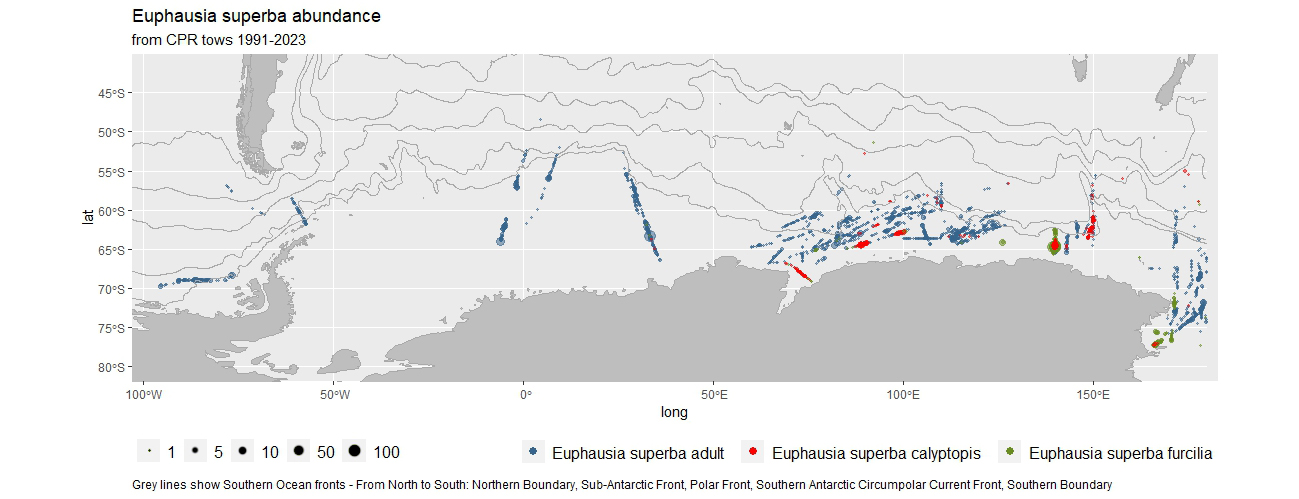 Euphausia superba abundance
from CPR tows 1991-2023
45°S
50°S
55°S
60°S
65°S
70°S
75°S
80°S
lat
100°W
50°W
0°
50°E
100°E
150°E
long
1
5
10
50
100
Euphausia superba adult
Euphausia superba calyptopis
Euphausia superba furcilia
Grey lines show Southern Ocean fronts - From North to South: Northern Boundary, Sub-Antarctic Front, Polar Front, Southern Antarctic Circumpolar Current Front, Southern Boundary